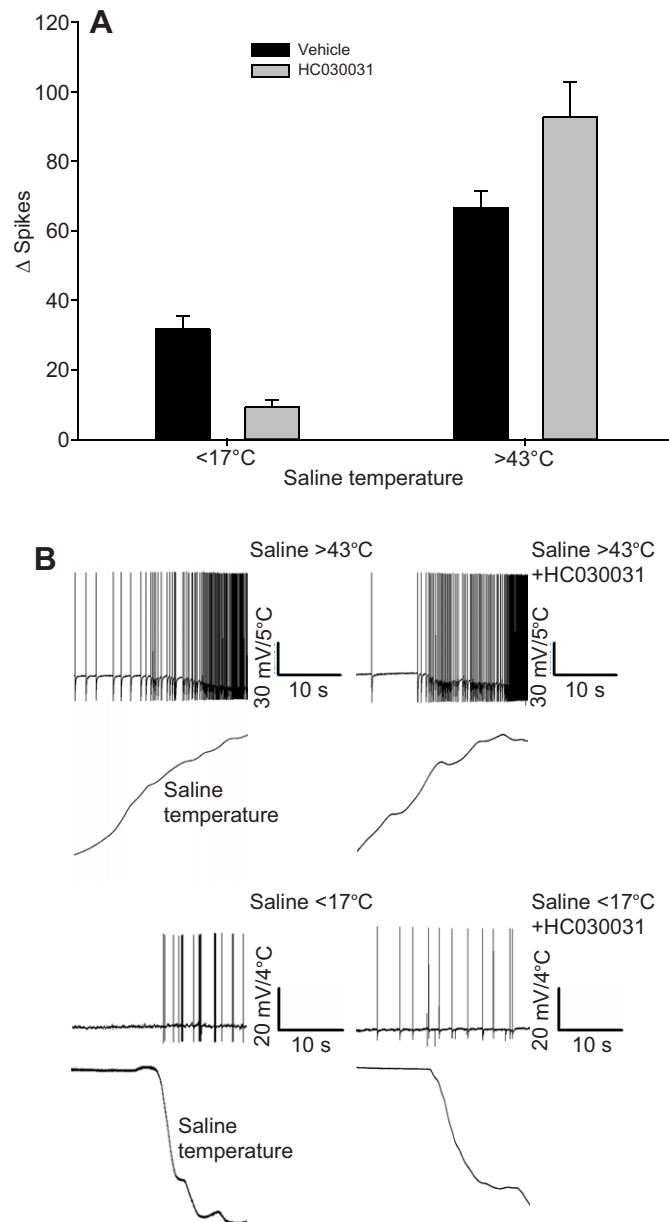 A
Vehicle
HC030031
Δ Spikes
120
100
80
60
40
20
0
<17°C
>43°C
Saline temperature
B
Saline >43°C
30 mV/5°C
10 s
Saline >43°C
+HC030031
30 mV/5°C
10 s
Saline
temperature
Saline <17°C
20 mV/4°C
10 s
Saline <17°C
+HC030031
20 mV/4°C
10 s
Saline
temperature